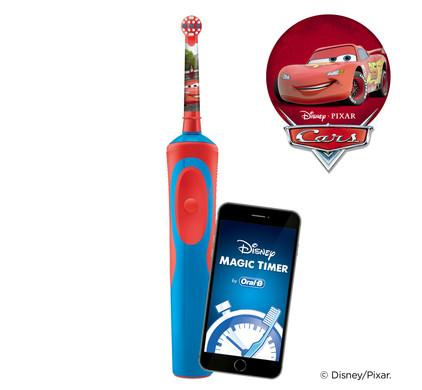 Disney · PIXAR
Cars
Disney
MAGIC TIMER
by Oral-B
© Disney/Pixar.